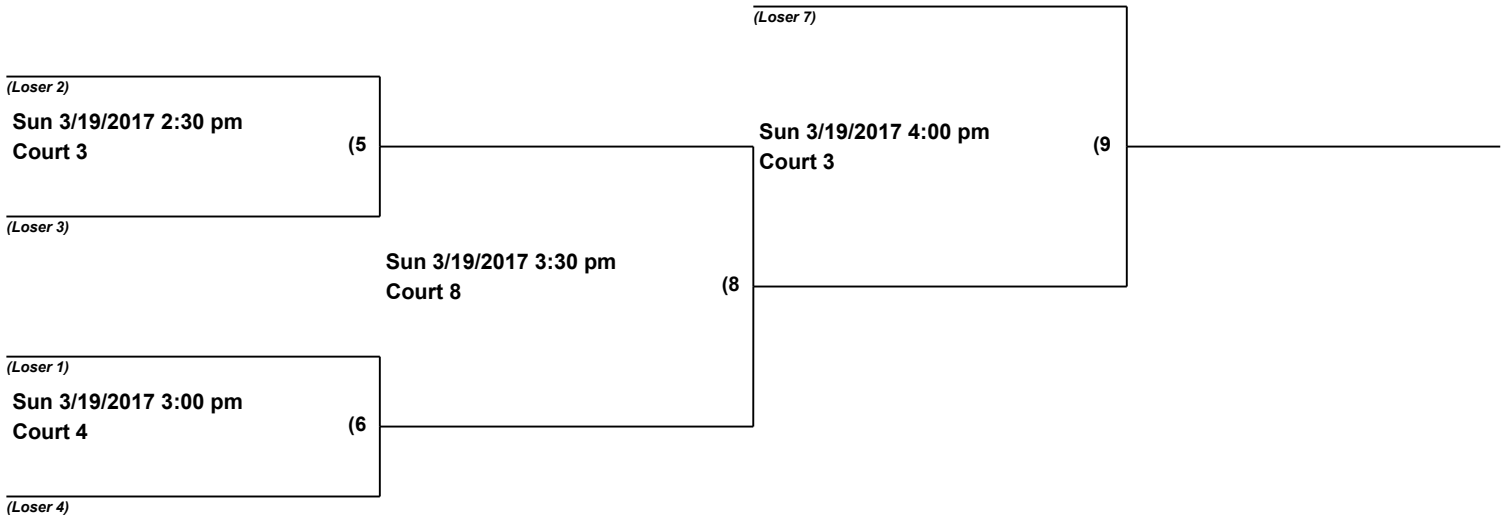 (Loser 7)
(Loser 2)
Sun 3/19/2017 2:30 pm
Court 3
(5
Sun 3/19/2017 4:00 pm
Court 3
(9
(Loser 3)
Sun 3/19/2017 3:30 pm
Court 8
(8
(Loser 1)
Sun 3/19/2017 3:00 pm
Court 4
(6
(Loser 4)